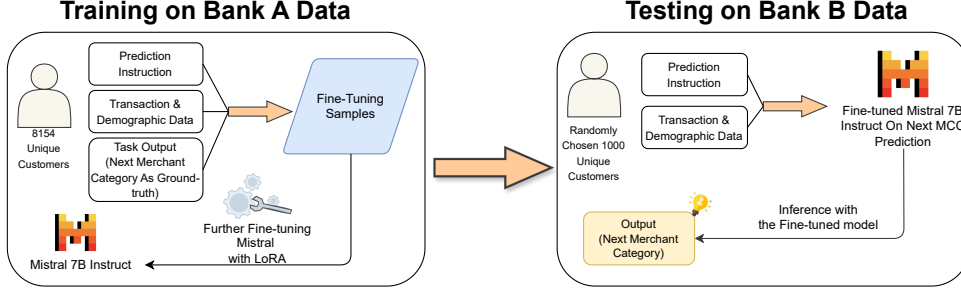 Training on Bank A Data
8154
Unique
Customers
Prediction
Instruction
Transaction &
Demographic Data
Task Output
(Next Merchant
Category As Ground-
truth)
Fine-Tuning
Samples
Further Fine-tuning
Mistral
with LoRA
Mistral 7B Instruct
Testing on Bank B Data
Randomly
Chosen 1000
Unique
Customers
Prediction
Instruction
Transaction &
Demographic Data
Fine-tuned Mistral 7B
Instruct On Next MCC
Prediction
Inference with
the Fine-tuned model
Output
(Next Merchant
Category)